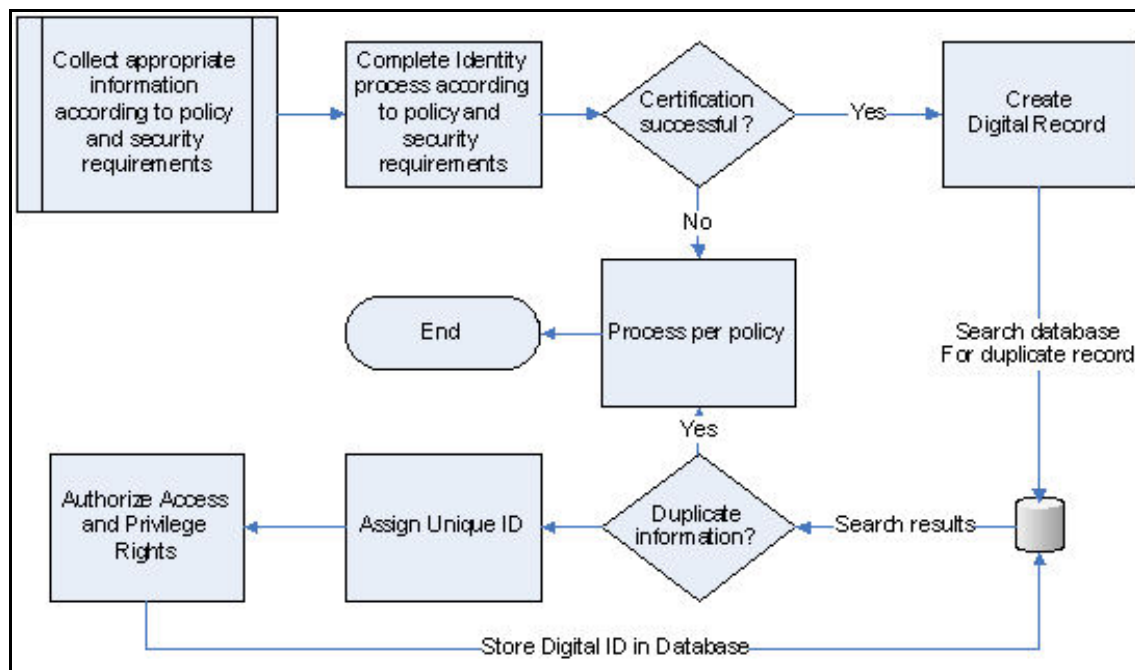 Collect appropriate
information
according to policy
and security
requirements
Complete Identity
process according
to policy and
security
requirements
Certification
successful?
Yes
Create
Digital Record
No
End
Process per policy
Search database
For duplicate record
Yes
Authorize Access
and Privilege
Rights
Assign Unique ID
Duplicate
information?
Search results
Store Digital ID in Database